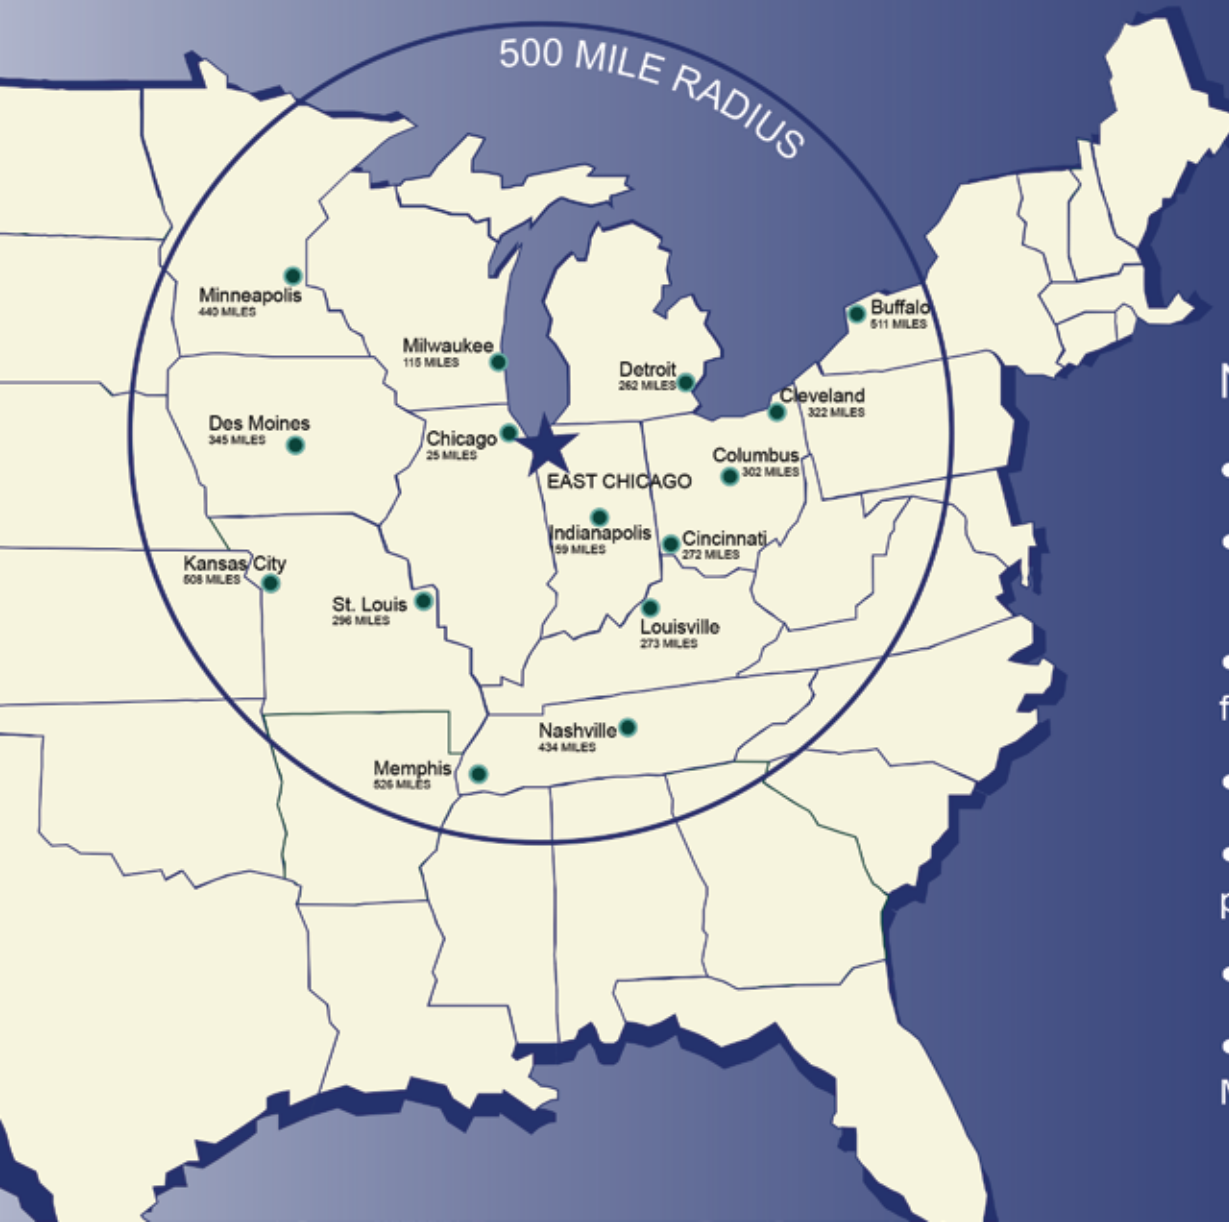 500 MILE RADIUS
Minneapolis
440 MILES
Buffalo
511 MILES
Milwaukee
115 MILES
Detroit
262 MILES
Cleveland
322 MILES
Des Moines
345 MILES
Chicago
25 MILES
Columbus
302 MILES
EAST CHICAGO
Indianapolis
159 MILES
Cincinnati
272 MILES
Kansas City
508 MILES
St. Louis
296 MILES
Louisville
273 MILES
Nashville
434 MILES
Memphis
526 MILES